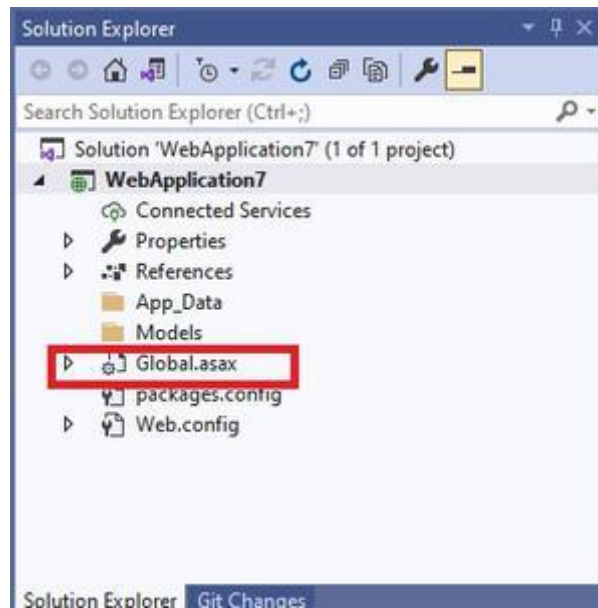 Solution Explorer
Search Solution Explorer (Ctrl+;)
Solution 'WebApplication7' (1 of 1 project)
WebApplication7
Connected Services
Properties
References
App_Data
Models
Global.asax
packages.config
Web.config
Solution Explorer Git Changes